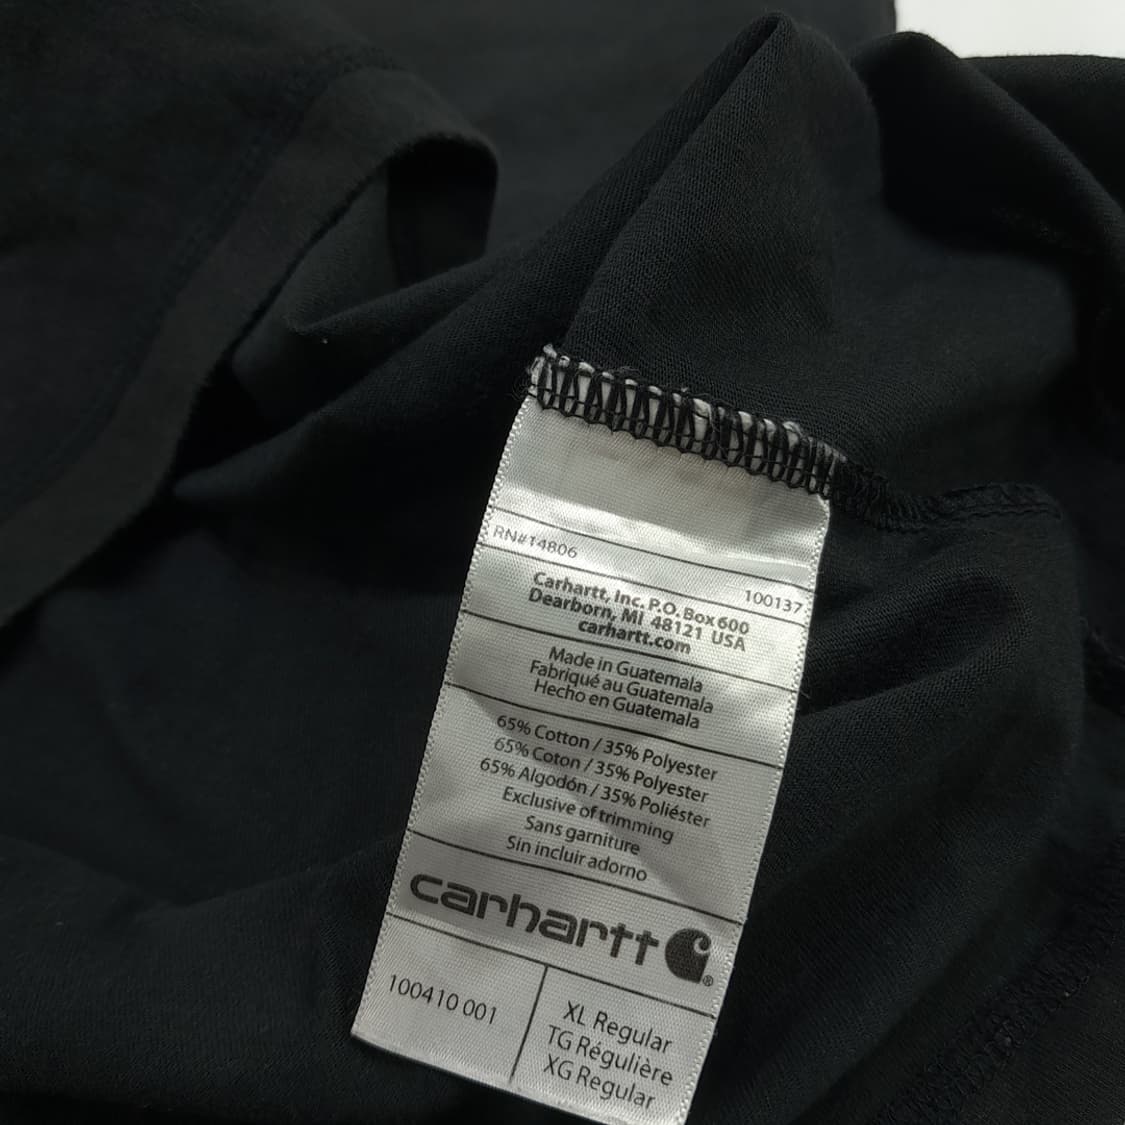 RN#14806
100137
Carhartt, Inc. P.O. Box 600
Dearborn, MI 48121 USA
carhartt.com
Made in Guatemala
Fabriqué au Guatemala
Hecho en Guatemala
65% Cotton / 35% Polyester
65% Coton / 35% Polyester
65% Algodón / 35% Poliéster
Exclusive of trimming
Sans garniture
Sin incluir adorno
carhartt ®
100410 001
XL Regular
TG Régulière
XG Regular